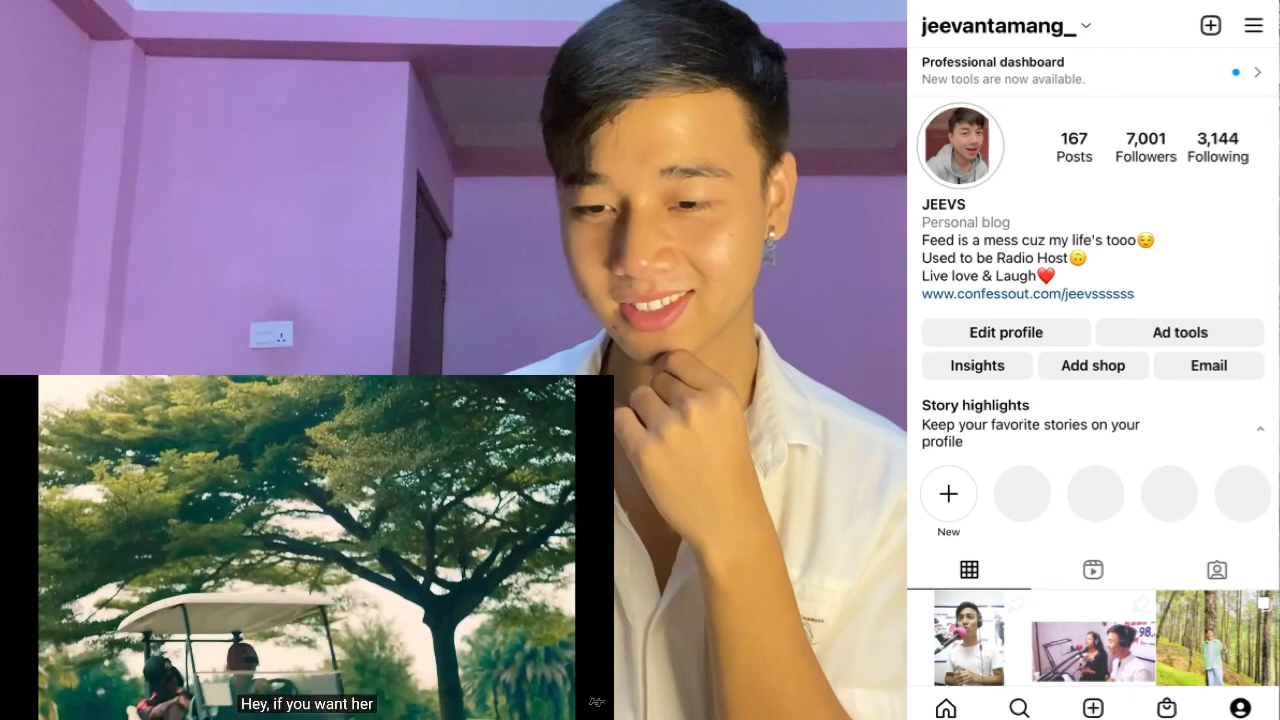 jeevantamang_
Professional dashboard
New tools are now available.
167
7,001
3,144
Posts
Followers
Following
JEEVS
Personal blog
Feed is a mess cuz my life's tooo😌
Used to be Radio Host🙃
Live love & Laugh❤️
www.confessout.com/jeevssssss
Edit profile
Ad tools
Insights
Add shop
Email
Story highlights
Keep your favorite stories on your
profile
New
98.
Hey, if you want her